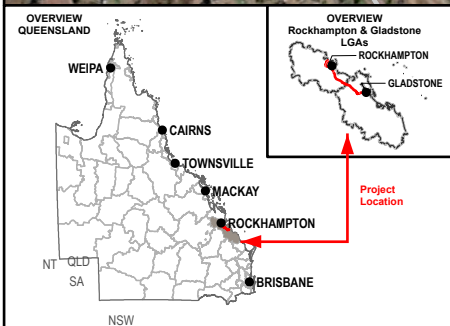 OVERVIEW
QUEENSLAND
WEIPA
CAIRNS
TOWNSVILLE
MACKAY
ROCKHAMPTON
BRISBANE
NT
QLD
SA
NSW
OVERVIEW
Rockhampton & Gladstone
LGAs
ROCKHAMPTON
GLADSTONE
Project
Location